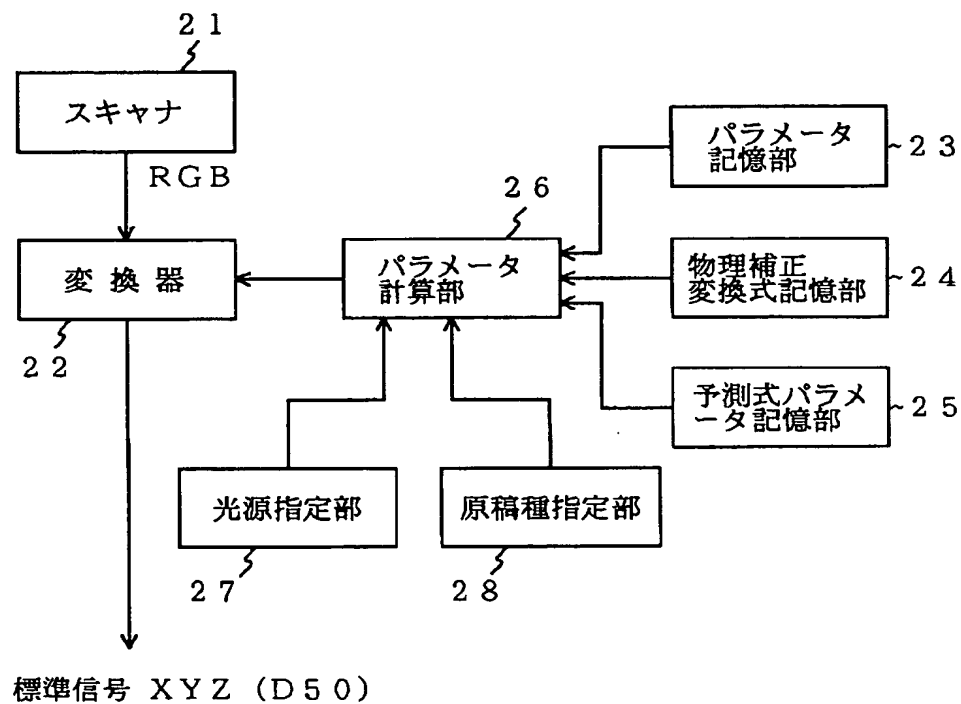 ２１
スキャナ
RGB
２６
パラメータ
記憶部
２３
変換器
パラメータ
計算部
物理補正
変換式記憶部
２４
２２
予測式パラメ
ータ記憶部
２５
光源指定部
原稿種指定部
２７
２８
標準信号 ＸＹＺ（Ｄ５０）